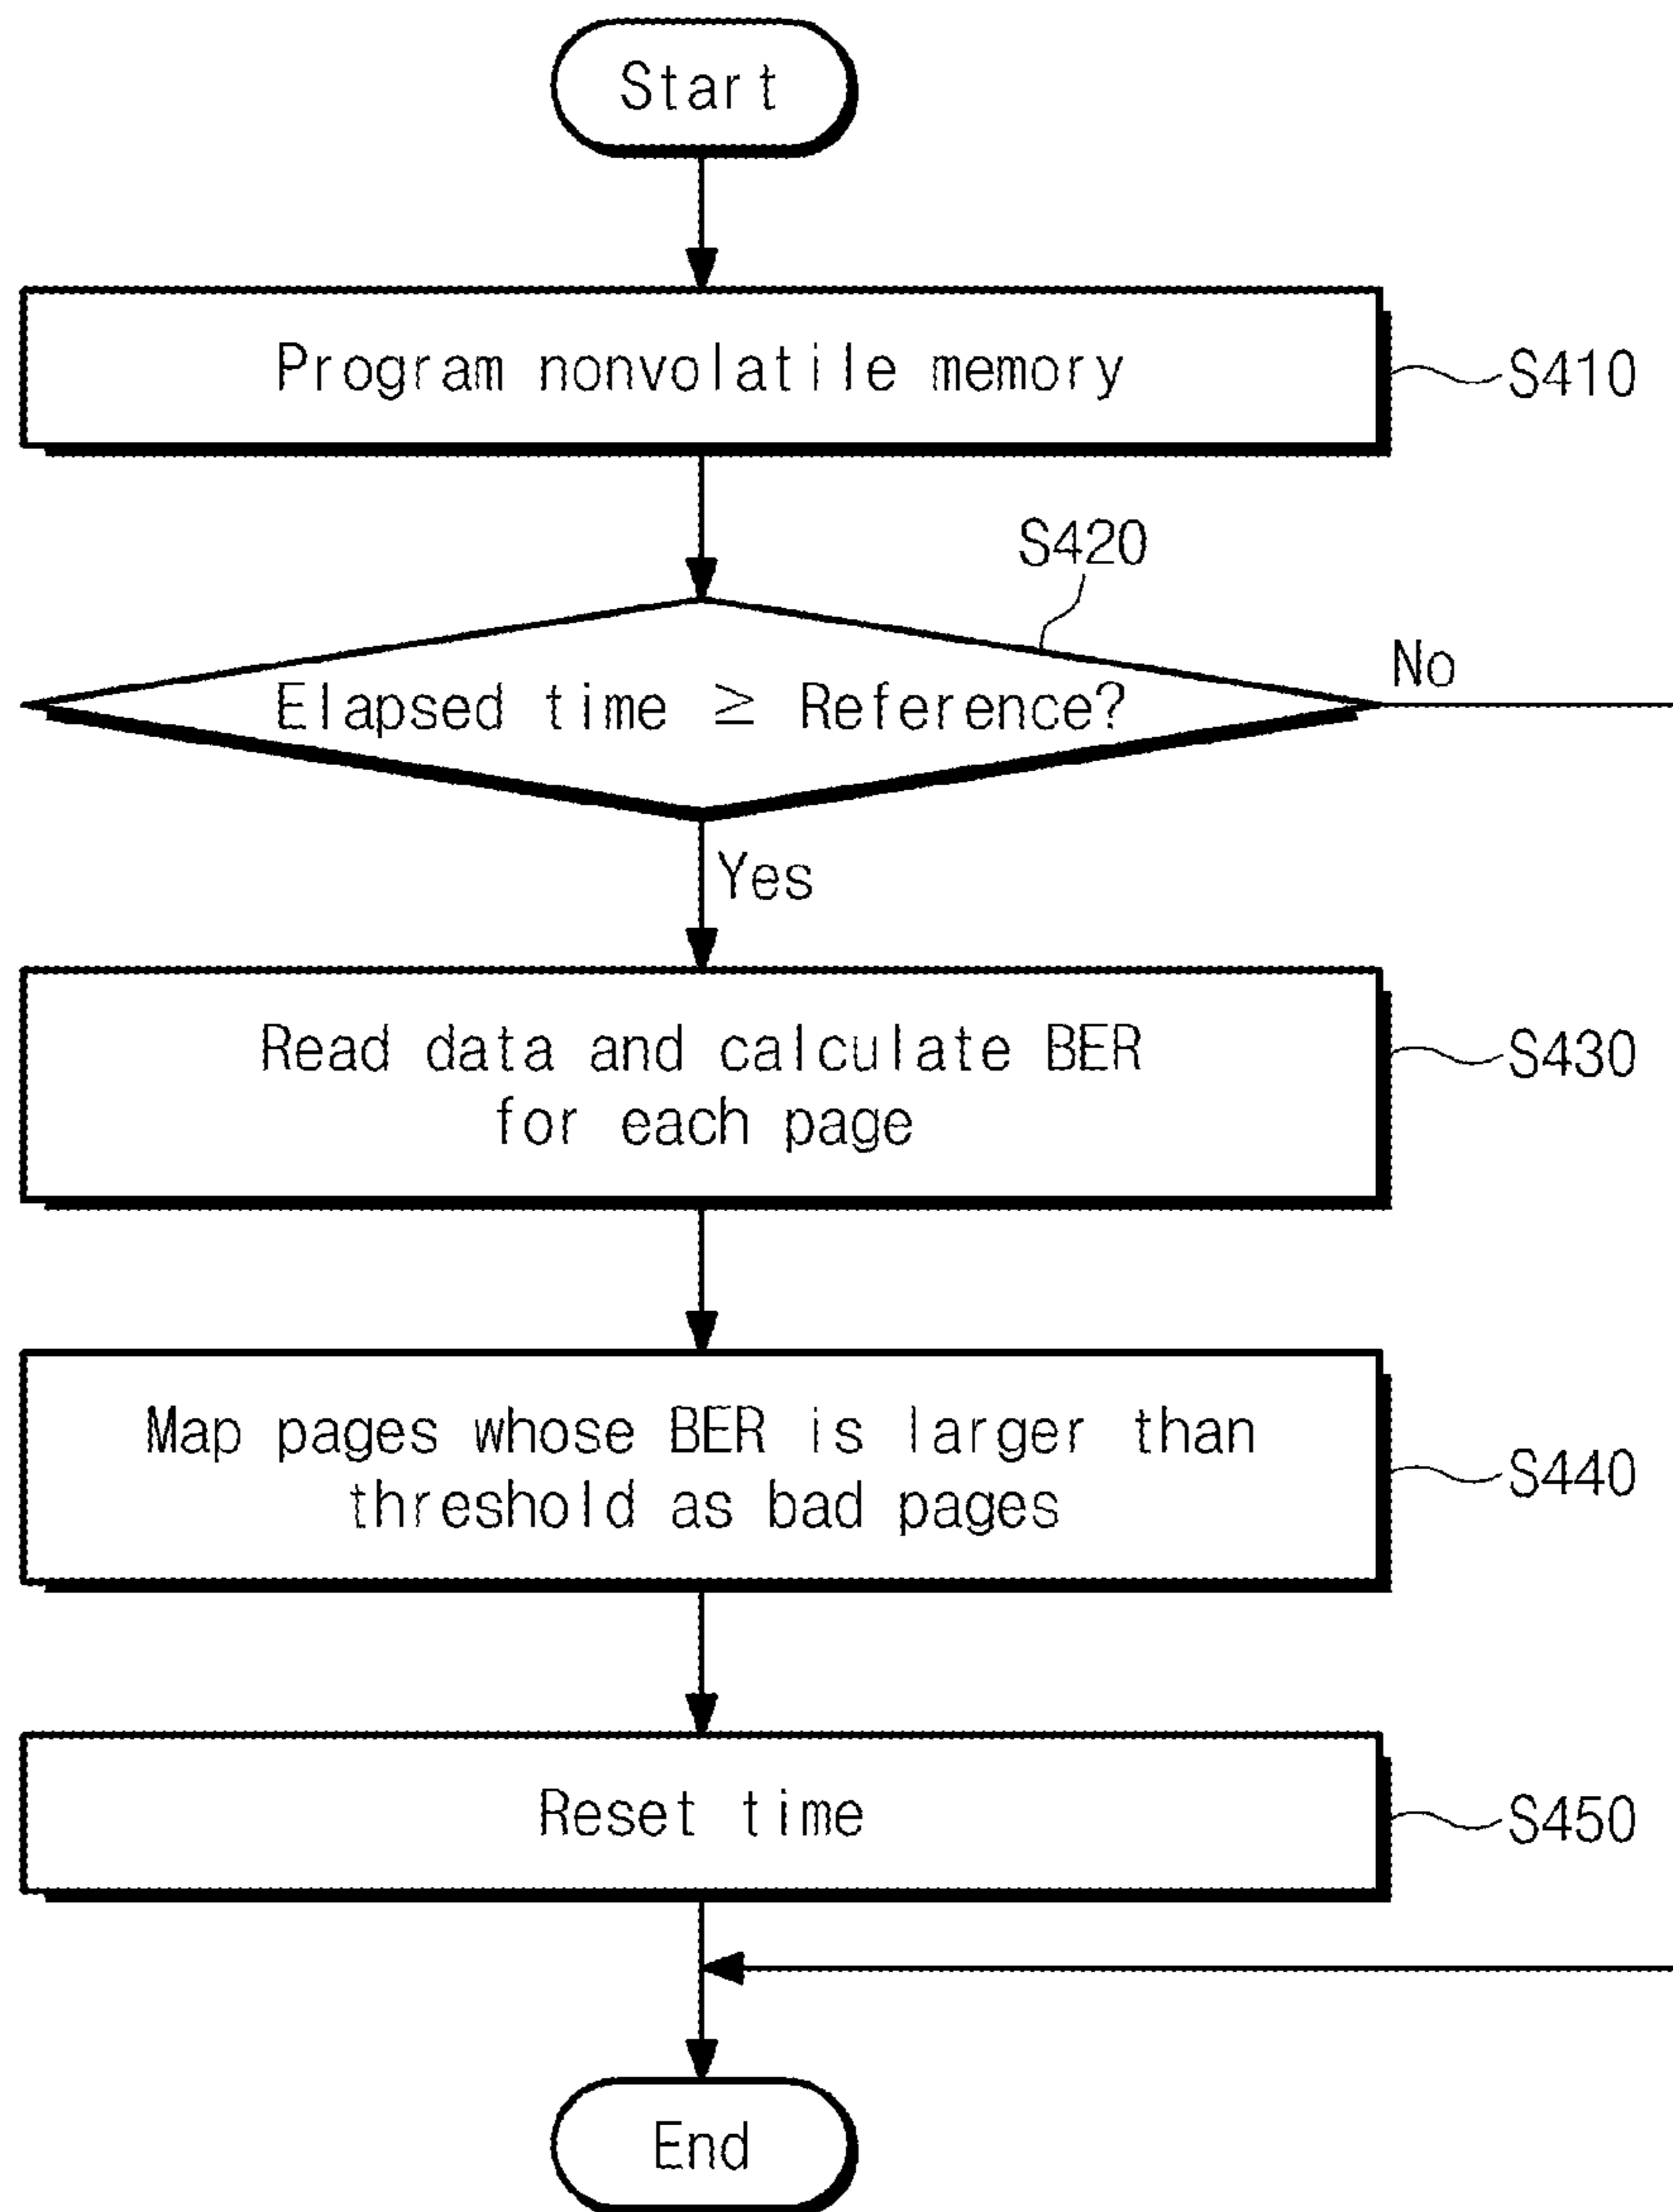 Start
Program nonvolatile memory
S410
S420
Elapsed time ≥ Reference?
No
Yes
Read data and calculate BER
for each page
S430
Map pages whose BER is larger than
threshold as bad pages
S440
Reset time
S450
End